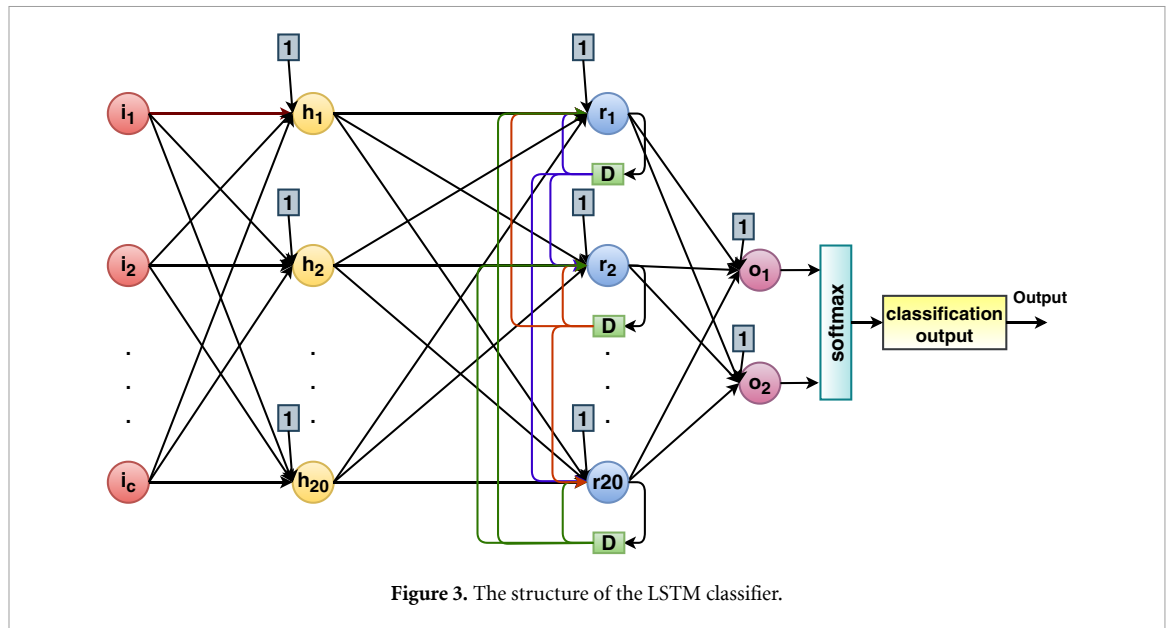 1 1
i1 h1 r1
D
1 1
1
i2 h2 r2 o1
D
softmax
classification
output
Output
1
o2
. . .
. . .
. . .
1 1
ic h20 r20
D
Figure 3. The structure of the LSTM classifier.